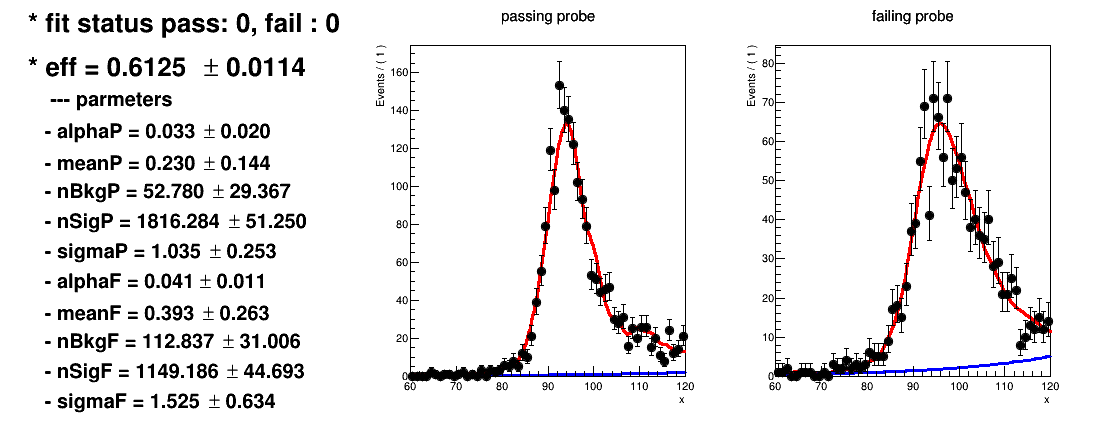 * fit status pass: 0, fail : 0
* eff = 0.6125 ± 0.0114
--- parmeters
- alphaP = 0.033 ± 0.020
- meanP = 0.230 ± 0.144
- nBkgP = 52.780 ± 29.367
- nSigP = 1816.284 ± 51.250
- sigmaP = 1.035 ± 0.253
- alphaF = 0.041 ± 0.011
- meanF = 0.393 ± 0.263
- nBkgF = 112.837 ± 31.006
- nSigF = 1149.186 ± 44.693
- sigmaF = 1.525 ± 0.634
passing probe
Events / ( 1 )
160
140
120
100
80
60
40
20
0
60 70 80 90 100 110 120
x
failing probe
Events / ( 1 )
80
70
60
50
40
30
20
10
0
60 70 80 90 100 110 120
x